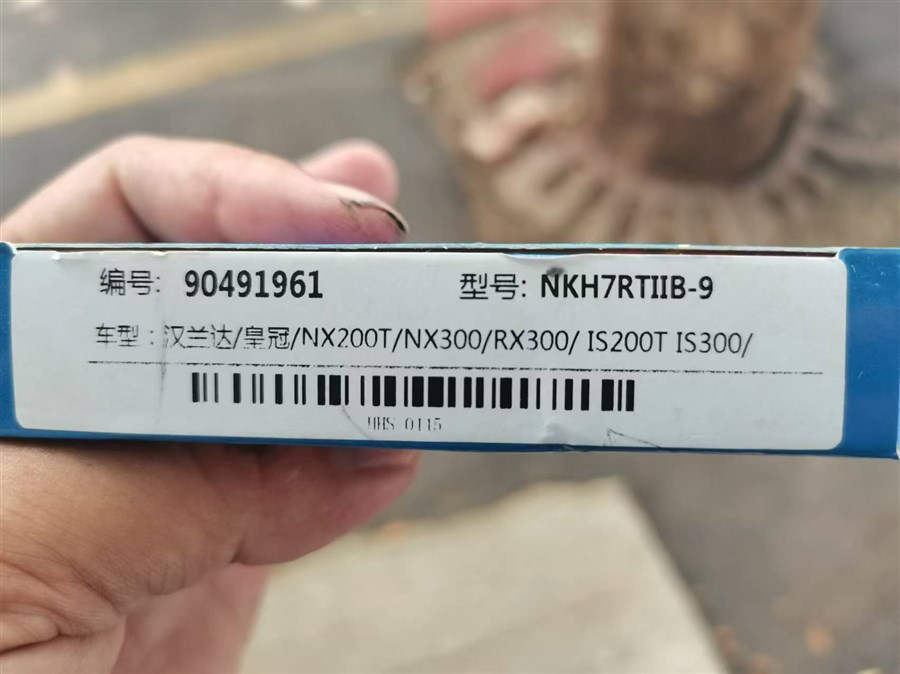 编号: 90491961 型号: NKH7RTIIB-9
车型：汉兰达/皇冠/NX200T/NX300/RX300/ IS200T IS300/
HHS 0115